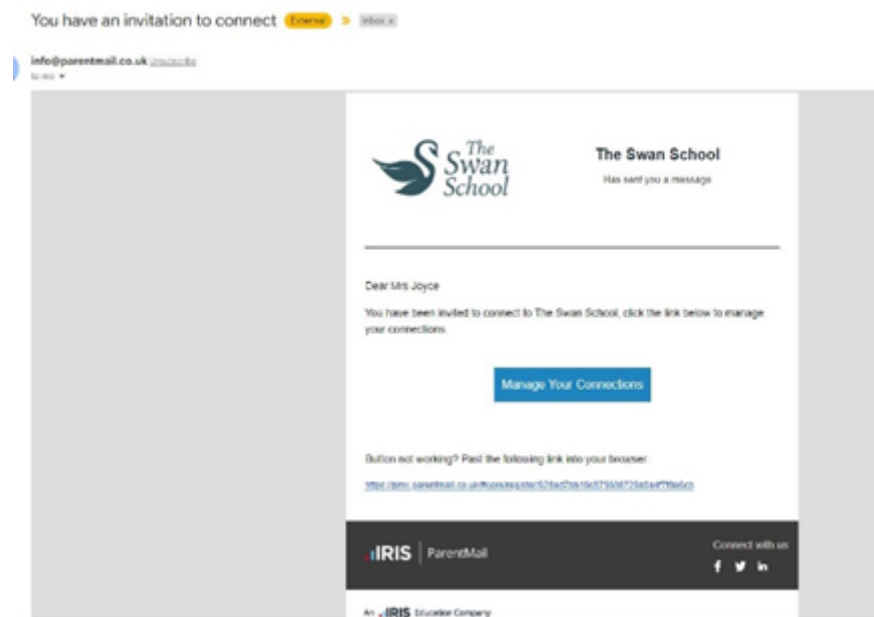 You have an invitation to connect External Inbox x
info@parentmail.co.uk Unsubscribe
to me
The Swan School
The Swan School
Has sent you a message
Dear Mrs Joyce
You have been invited to connect to The Swan School, click the link below to manage
your connections
Manage Your Connections
Button not working? Past the following link into your browser:
IRIS ParentMail
Connect with us
An IRIS Education Company